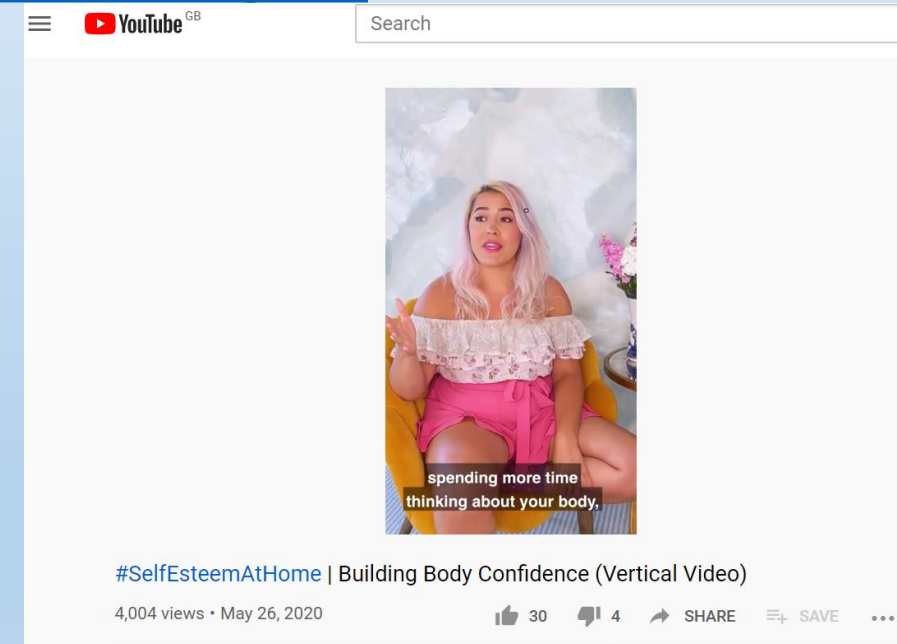 YouTube GB
Search
spending more time
thinking about your body,
#SelfEsteemAtHome | Building Body Confidence (Vertical Video)
4,004 views • May 26, 2020 30 4 SHARE SAVE